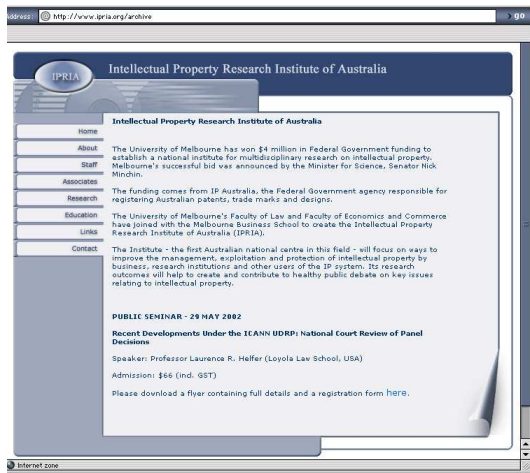 Address: http://www.ipria.org/archive
go
IPRIA
Intellectual Property Research Institute of Australia
Home
About
Staff
Associates
Research
Education
Links
Contact
Intellectual Property Research Institute of Australia
The University of Melbourne has won $4 million in Federal Government funding to
establish a national institute for multidisciplinary research on intellectual property.
Melbourne's successful bid was announced by the Minister for Science, Senator Nick
Minchin.
The funding comes from IP Australia, the Federal Government agency responsible for
registering Australian patents, trade marks and designs.
The University of Melbourne's Faculty of Law and Faculty of Economics and Commerce
have joined with the Melbourne Business School to create the Intellectual Property
Research Institute of Australia (IPRIA).
The Institute - the first Australian national centre in this field - will focus on ways to
improve the management, exploitation and protection of intellectual property by
business, research institutions and other users of the IP system. Its research
outcomes will help to create and contribute to healthy public debate on key issues
relating to intellectual property.
PUBLIC SEMINAR - 29 MAY 2002
Recent Developments Under the ICANN UDRP: National Court Review of Panel
Decisions
Speaker: Professor Laurence R. Helfer (Loyola Law School, USA)
Admission: $66 (incl. GST)
Please download a flyer containing full details and a registration form here.
Internet zone